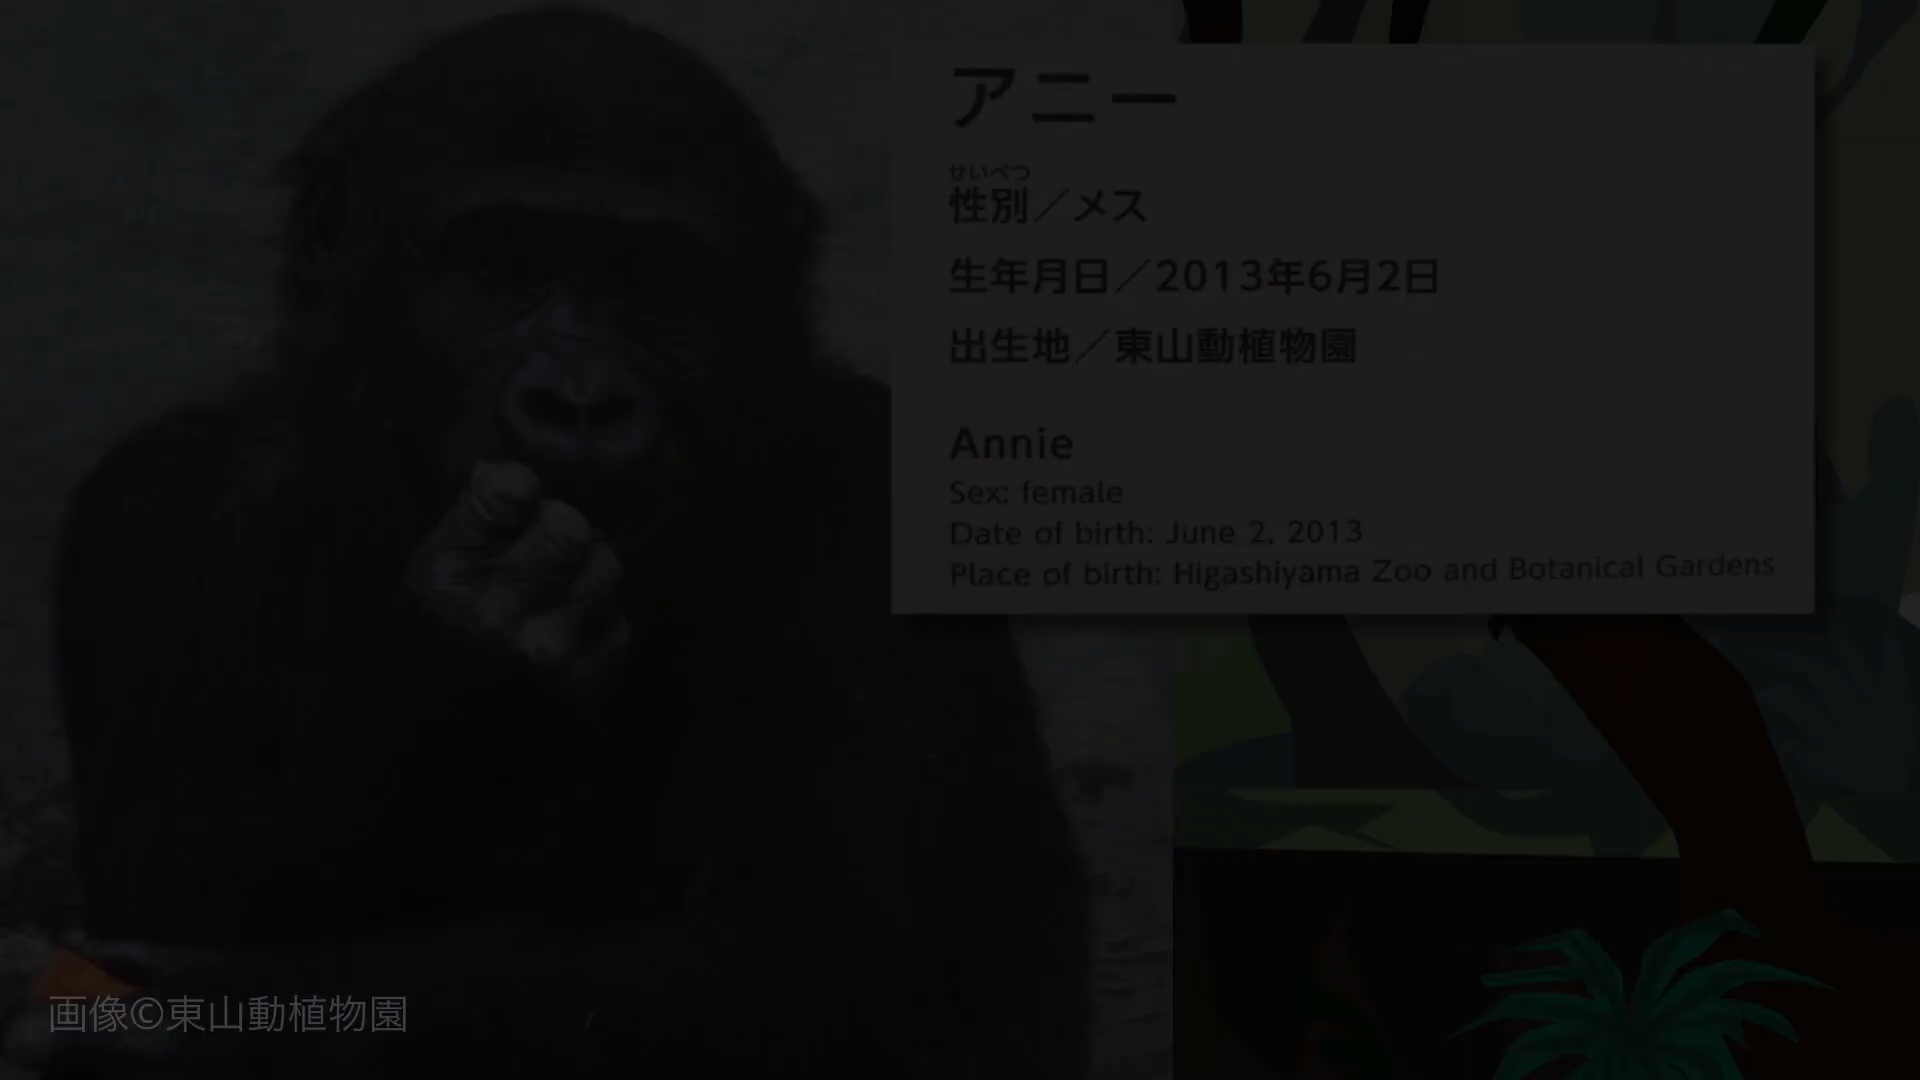 アニー
せいべつ
性別／メス
生年月日／2013年6月2日
出生地／東山動植物園
Annie
Sex: female
Date of birth: June 2, 2013
Place of birth: Higashiyama Zoo and Botanical Gardens
画像©東山動植物園